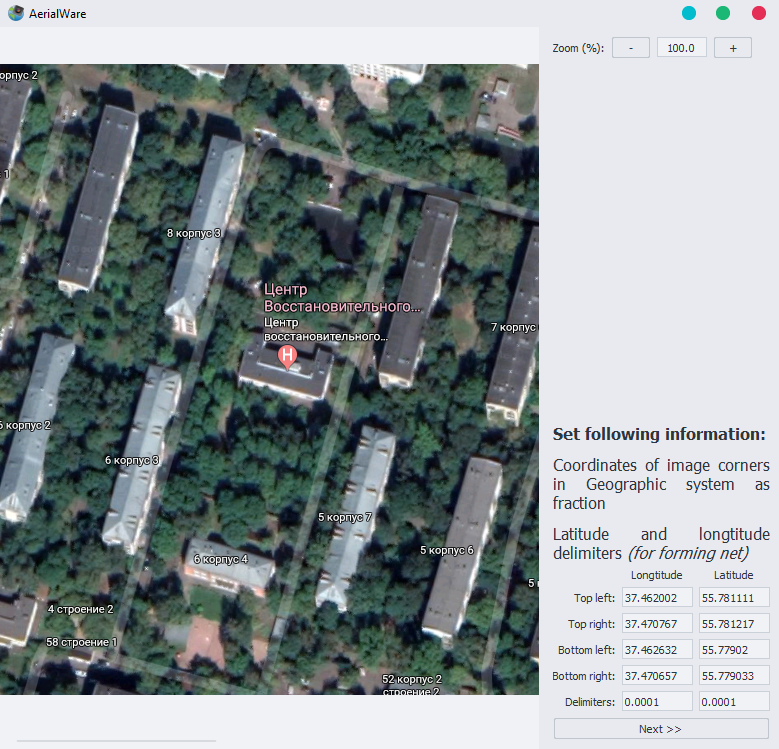 AerialWare
Zoom (%): - 100.0 +
орпус 2
1
8 корпус 3
Центр
Восстановительного...
Центр
восстановительного...
H
7 корпус
6 корпус 2
6 корпус 3
5 корпус 7
5 корпус 6
6 корпус 4
5
4 строение 2
58 строение 1
52 корпус 2
строение 2
Set following information:
Coordinates of image corners
in Geographic system as
fraction
Latitude and longtitude
delimiters (for forming net)
Longtitude Latitude
Top left: 37.462002 55.781111
Top right: 37.470767 55.781217
Bottom left: 37.462632 55.77902
Bottom right: 37.470657 55.779033
Delimiters: 0.0001 0.0001
Next >>